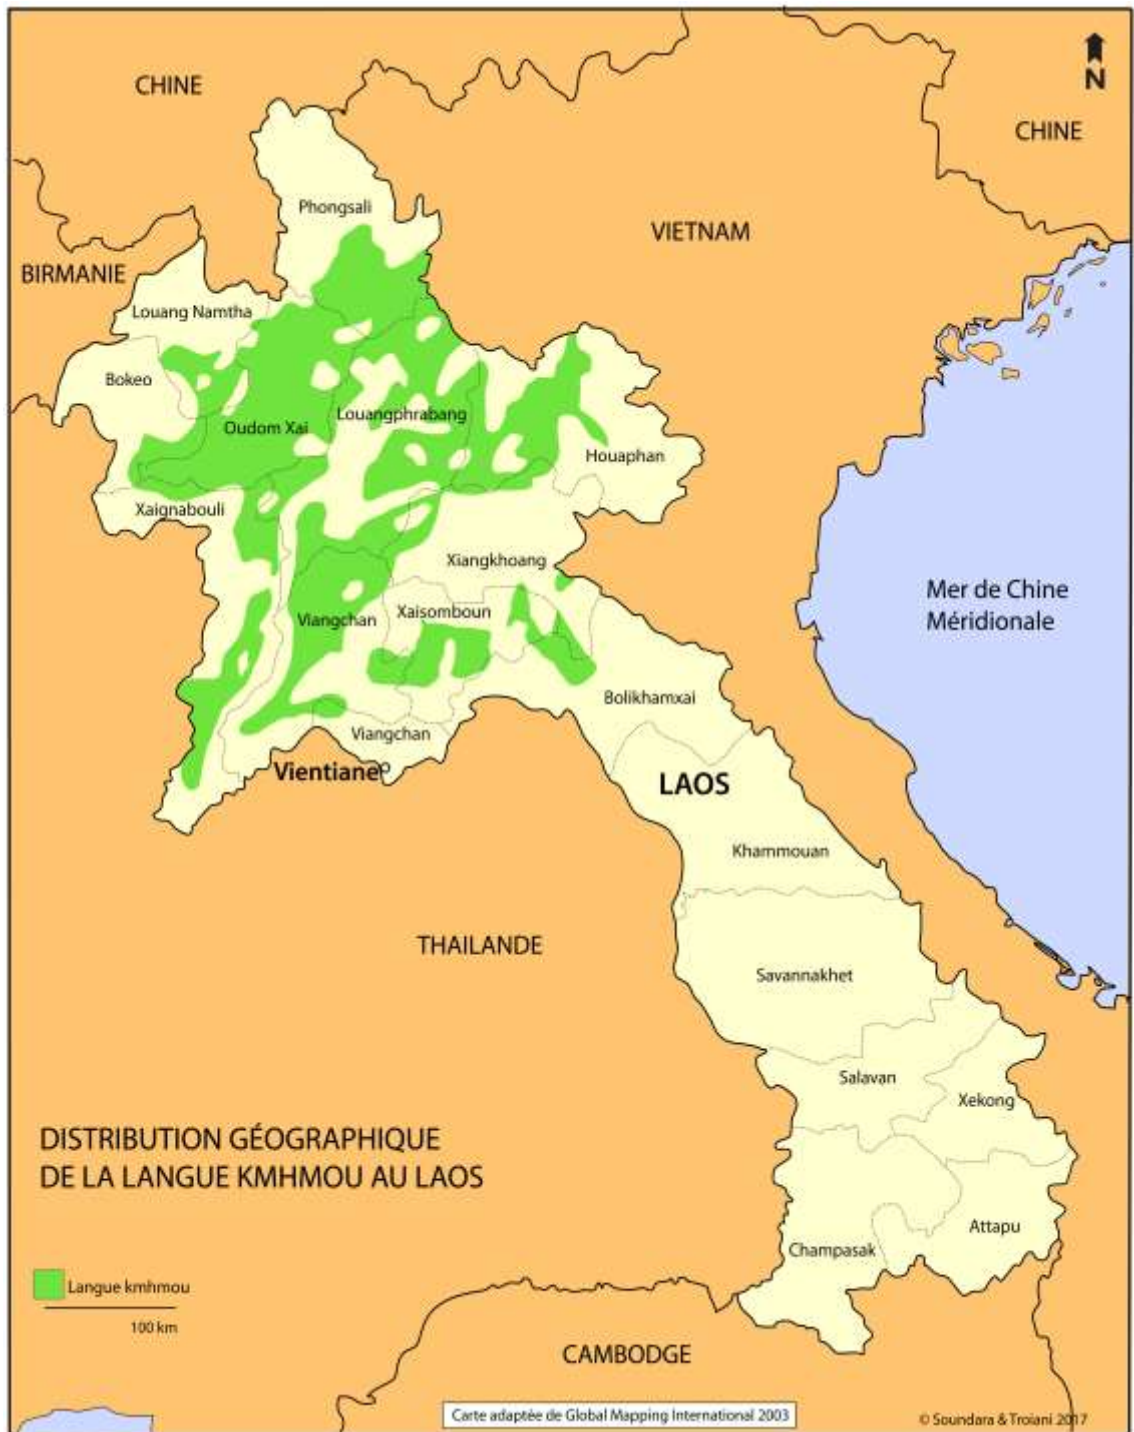 N
CHINE
CHINE
Phongsali
VIETNAM
BIRMANIE
Louang Namtha
Bokeo
Louangphrabang
Oudom Xai
Houaphan
Xaignabouli
Xiangkhoang
Mer de Chine
Méridionale
Xaisomboun
Viangchan
Bolikhamxai
Viangchan
Vientiane
LAOS
Khammouan
THAILANDE
Savannakhet
Salavan
Xekong
DISTRIBUTION GÉOGRAPHIQUE
DE LA LANGUE KMHMOU AU LAOS
Attapu
Champasak
Langue kmhmou
100 km
CAMBODGE
Carte adaptée de Global Mapping International 2003
© Soundara & Troiani 2017